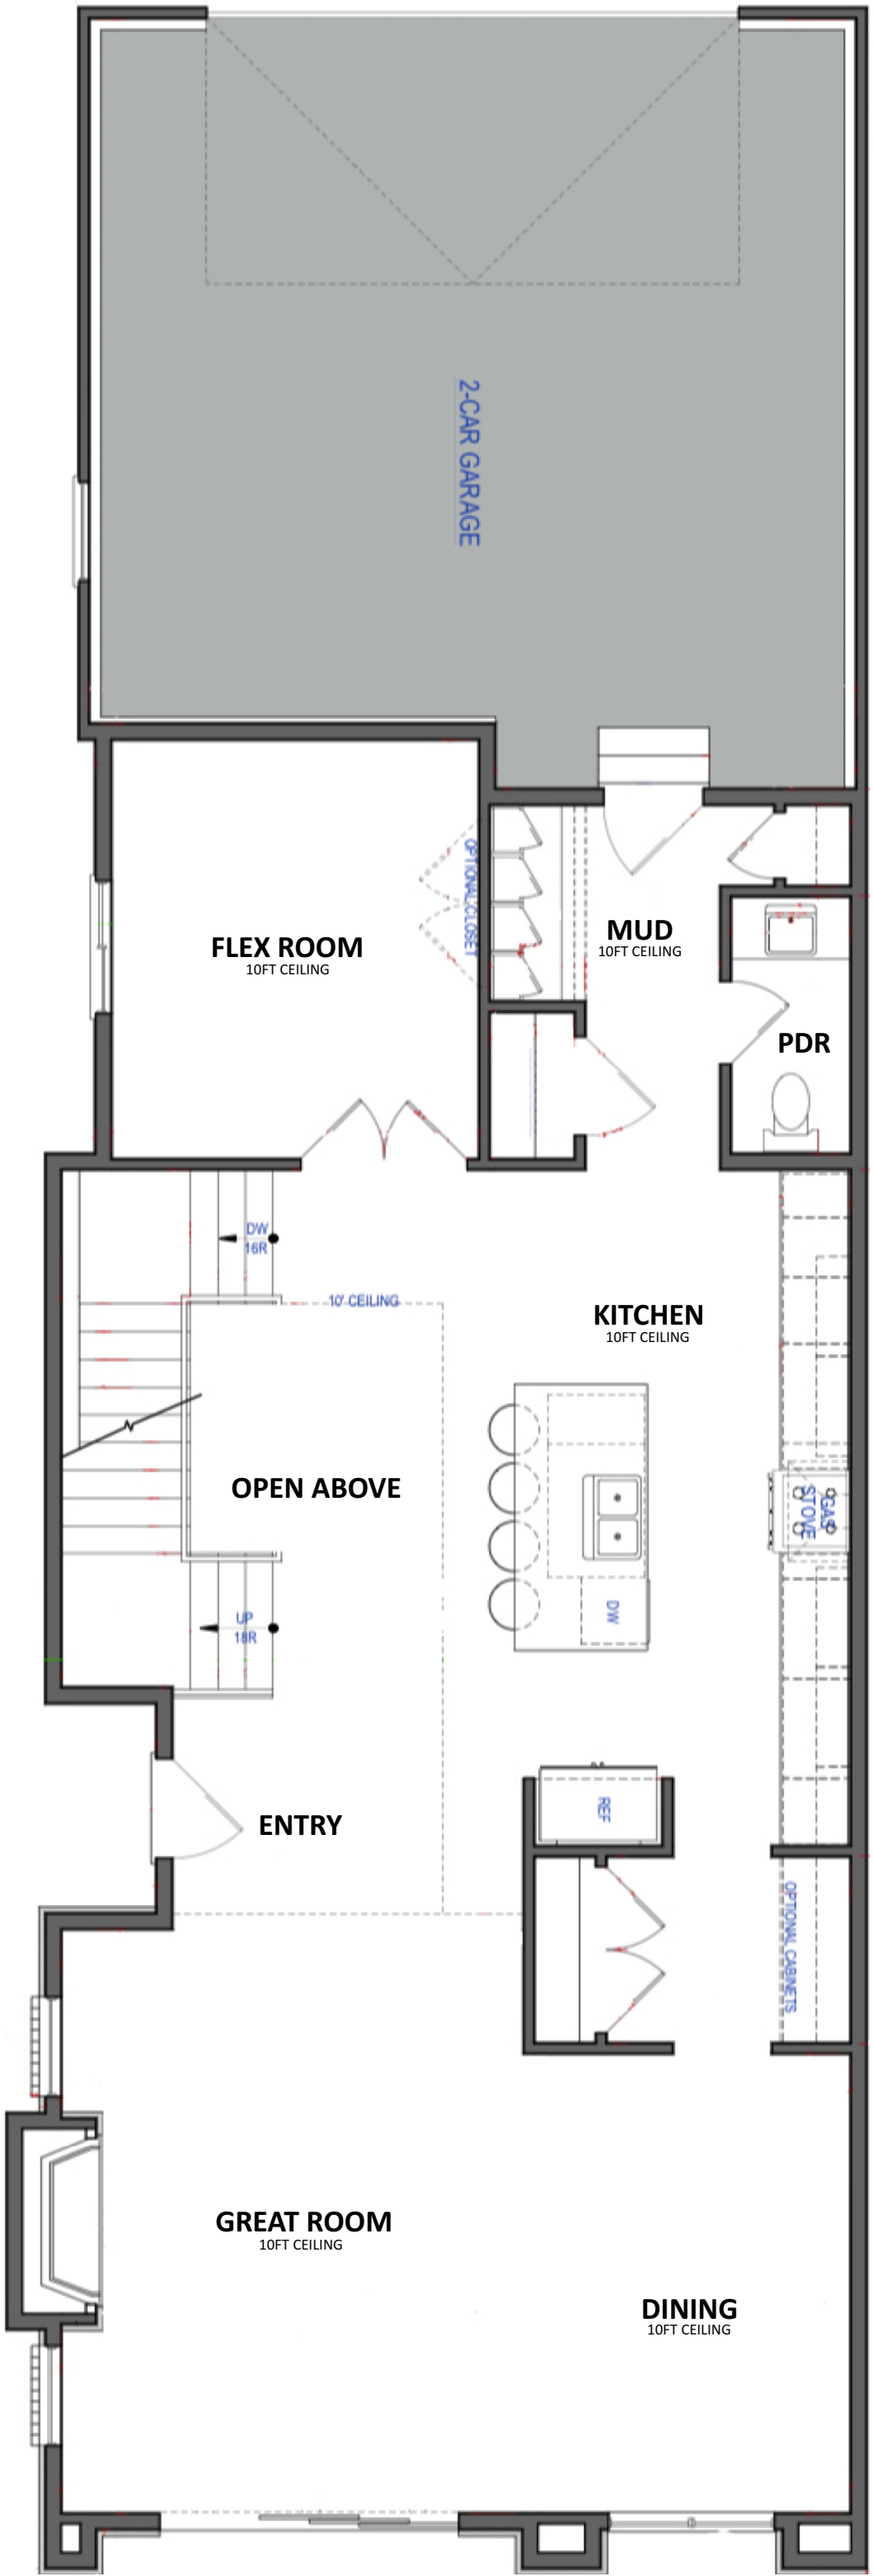 2-CAR GARAGE
OPTIONAL CLOSET
MUD
10FT CEILING
FLEX ROOM
10FT CEILING
PDR
DW
16R
10' CEILING
KITCHEN
10FT CEILING
OPEN ABOVE
GAS
STOVE
DW
UP
18R
REF
ENTRY
OPTIONAL CABINETS
GREAT ROOM
10FT CEILING
DINING
10FT CEILING